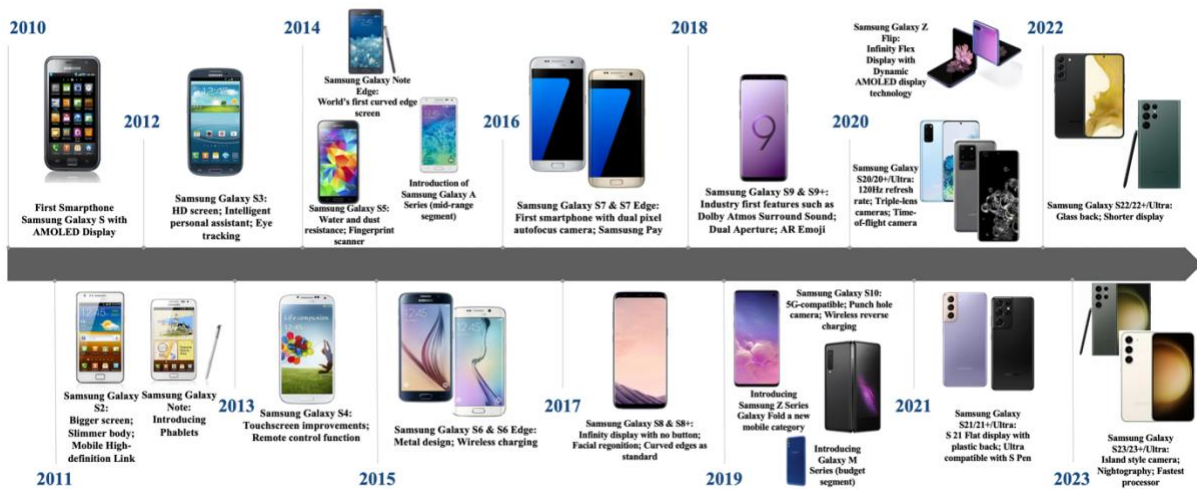 2010
First Smartphone
Samsung Galaxy S with
AMOLED Display
2012
Samsung Galaxy S3:
HD screen; Intelligent
personal assistant; Eye
tracking
2014
Samsung Galaxy Note
Edge:
World's first curved edge
screen
Samsung Galaxy S5:
Water and dust
resistance; Fingerprint
scanner
Introduction of
Samsung Galaxy A
Series (mid-range
segment)
2016
Samsung Galaxy S7 & S7 Edge:
First smartphone with dual pixel
autofocus camera; Samsusng Pay
2018
9
Samsung Galaxy S9 & S9+:
Industry first features such as
Dolby Atmos Surround Sound;
Dual Aperture; AR Emoji
Samsung Galaxy Z
Flip:
Infinity Flex
Display with
Dynamic
AMOLED display
technology
2020
Samsung Galaxy
S20/20+/Ultra:
120Hz refresh
rate; Triple-lens
cameras; Time-
of-flight camera
2022
Samsung Galaxy S22/22+/Ultra:
Glass back; Shorter display
Samsung Galaxy
S2:
Bigger screen;
Slimmer body;
Mobile High-
definition Link
2011
Samsung Galaxy
Note:
Introducing
Phablets
2013
Life companion
12:45
Samsung Galaxy S4:
Touchscreen improvements;
Remote control function
Samsung Galaxy S6 & S6 Edge:
Metal design; Wireless charging
2015
2017
Samsung Galaxy S8 & S8+:
Infinity display with no button;
Facial regonition; Curved edges as
standard
Samsung Galaxy S10:
5G-compatible; Punch hole
camera; Wireless reverse
charging
Introducing
Samsung Z Series
Galaxy Fold a new
mobile category
2019
Introducing
Galaxy M
Series (budget
segment)
2021
Samsung Galaxy
S21/21+/Ultra:
S 21 Flat display with
plastic back; Ultra
compatible with S Pen
Samsung Galaxy
S23/23+/Ultra:
Island style camera;
Nightography; Fastest
processor
2023